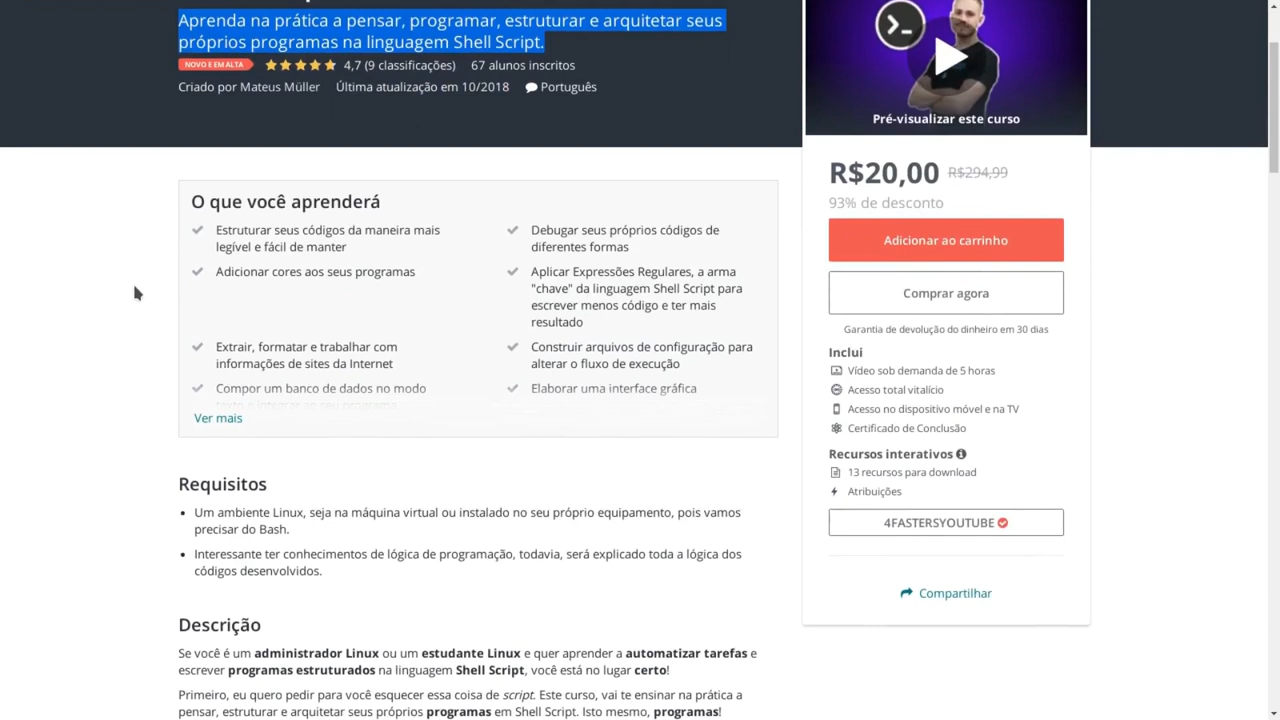 Aprenda na prática a pensar, programar, estruturar e arquitetar seus
próprios programas na linguagem Shell Script.
NOVO E EM ALTA 4,7 (9 classificações) 67 alunos inscritos
Criado por Mateus Müller Última atualização em 10/2018 Português
Pré-visualizar este curso
R$20,00 R$294,99
93% de desconto
Adicionar ao carrinho
Comprar agora
Garantia de devolução do dinheiro em 30 dias
Inclui
Vídeo sob demanda de 5 horas
Acesso total vitalício
Acesso no dispositivo móvel e na TV
Certificado de Conclusão
Recursos interativos
13 recursos para download
Atribuições
4FASTERSYOUTUBE
Compartilhar
O que você aprenderá
Estruturar seus códigos da maneira mais
legível e fácil de manter
Debugar seus próprios códigos de
diferentes formas
Adicionar cores aos seus programas
Aplicar Expressões Regulares, a arma
"chave" da linguagem Shell Script para
escrever menos código e ter mais
resultado
Extrair, formatar e trabalhar com
informações de sites da Internet
Construir arquivos de configuração para
alterar o fluxo de execução
Compor um banco de dados no modo
texto e integrar ao seu programa
Elaborar uma interface gráfica
Ver mais
Requisitos
Um ambiente Linux, seja na máquina virtual ou instalado no seu próprio equipamento, pois vamos
precisar do Bash.
Interessante ter conhecimentos de lógica de programação, todavia, será explicado toda a lógica dos
códigos desenvolvidos.
Descrição
Se você é um administrador Linux ou um estudante Linux e quer aprender a automatizar tarefas e
escrever programas estruturados na linguagem Shell Script, você está no lugar certo!
Primeiro, eu quero pedir para você esquecer essa coisa de script. Este curso, vai te ensinar na prática a
pensar, estruturar e arquitetar seus próprios programas em Shell Script. Isto mesmo, programas!